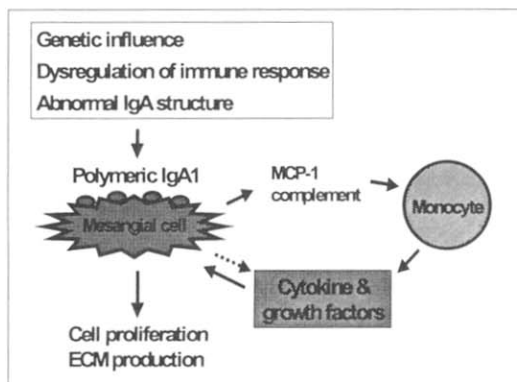 Genetic influence
Dysregulation of immune response
Abnormal IgA structure
Polymeric IgA1
Mesangial cell
MCP-1
complement
Monocyte
Cytokine &
growth factors
Cell proliferation
ECM production